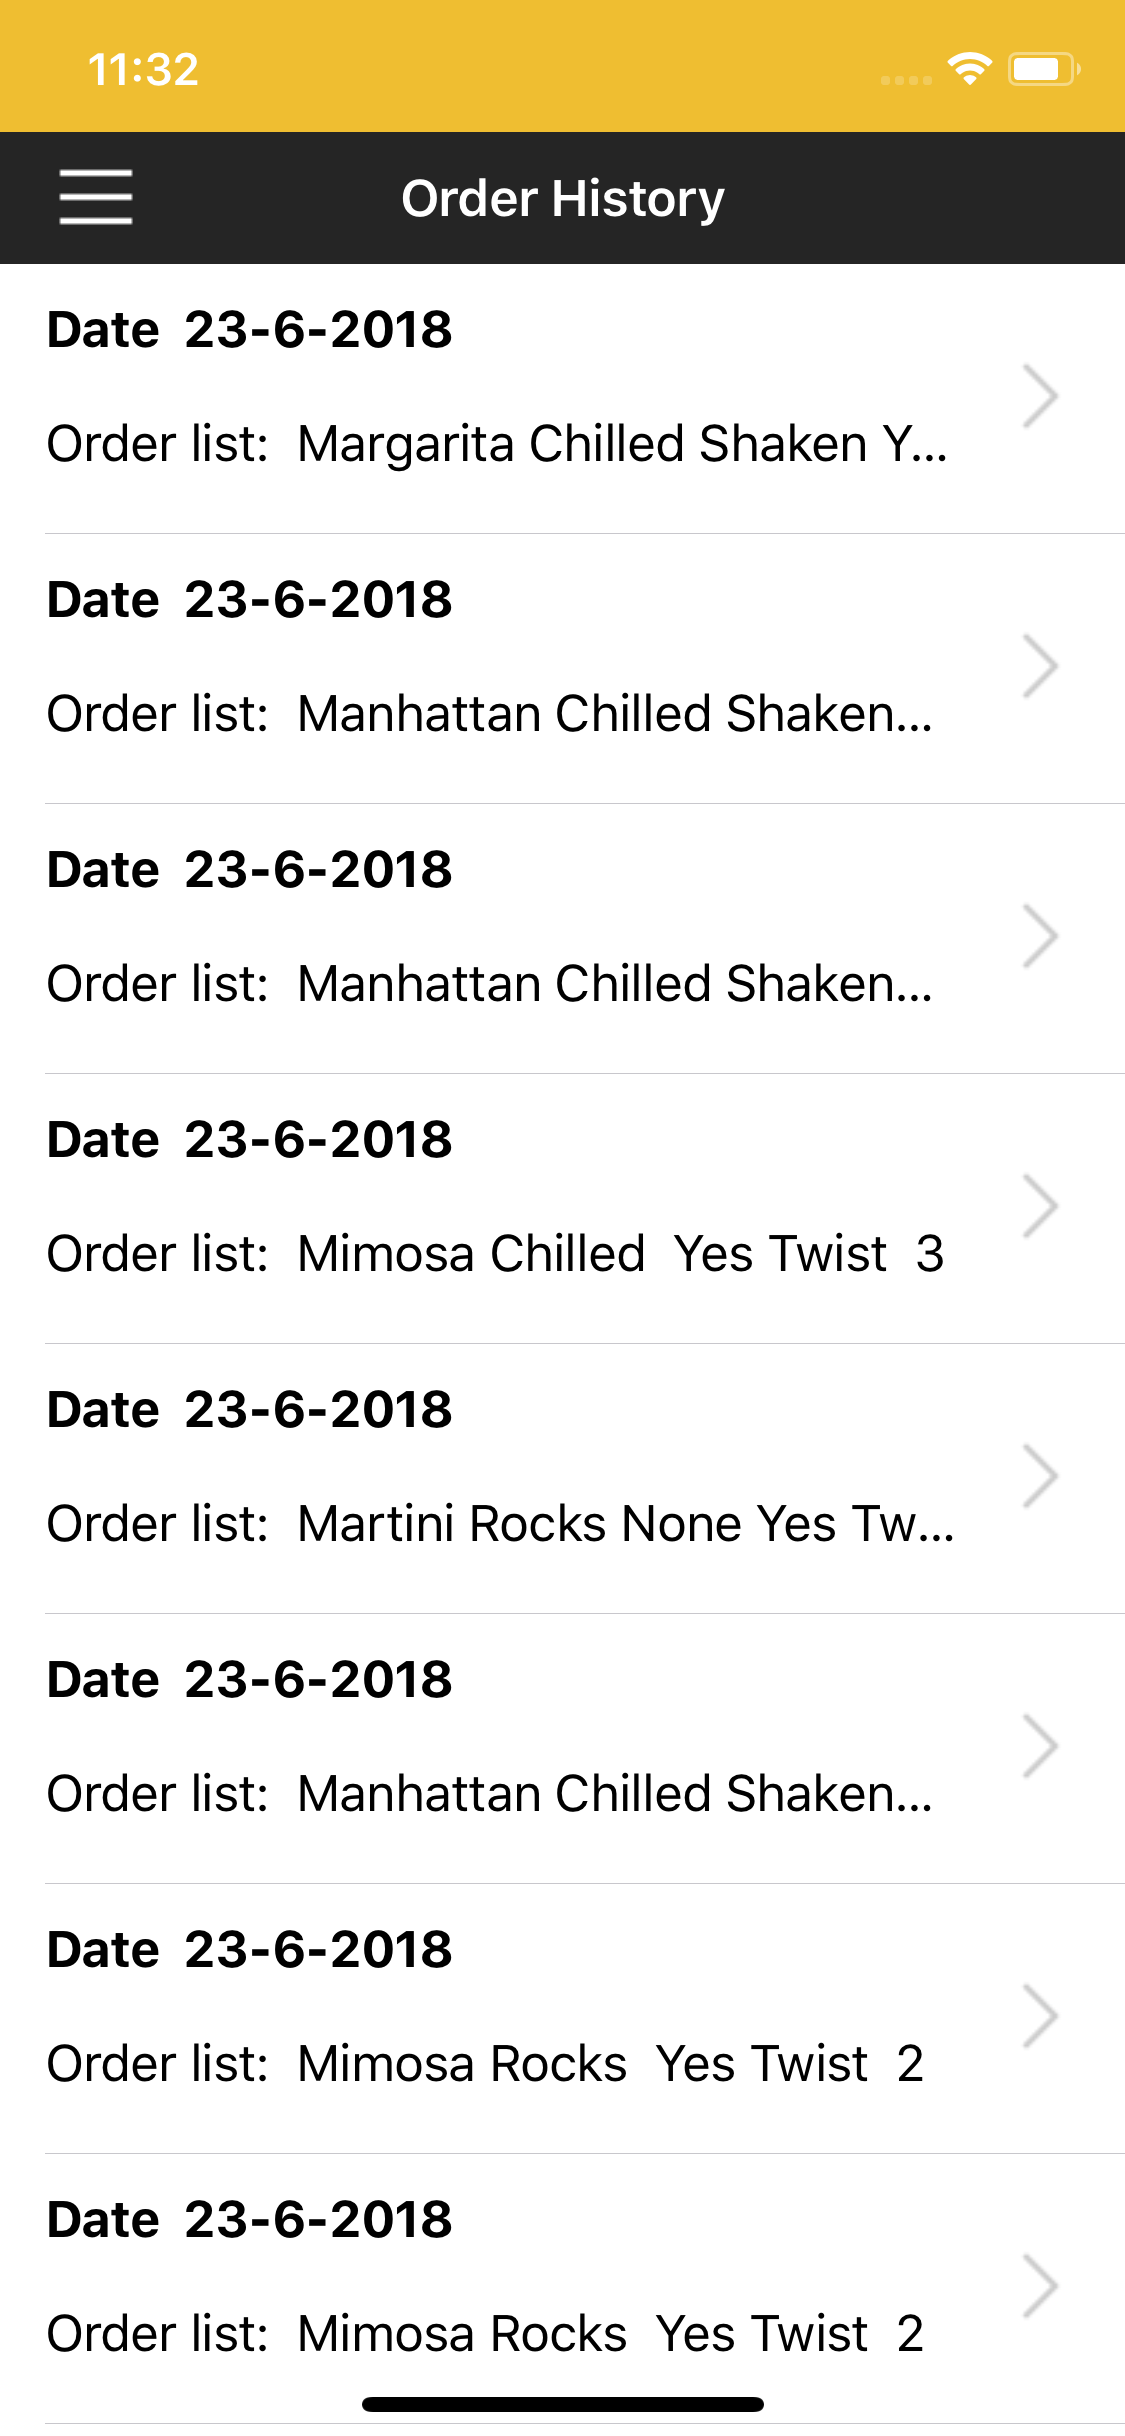 11:32
Order History
Date 23-6-2018
Order list: Margarita Chilled Shaken Y...
Date 23-6-2018
Order list: Manhattan Chilled Shaken...
Date 23-6-2018
Order list: Manhattan Chilled Shaken...
Date 23-6-2018
Order list: Mimosa Chilled Yes Twist 3
Date 23-6-2018
Order list: Martini Rocks None Yes Tw...
Date 23-6-2018
Order list: Manhattan Chilled Shaken...
Date 23-6-2018
Order list: Mimosa Rocks Yes Twist 2
Date 23-6-2018
Order list: Mimosa Rocks Yes Twist 2